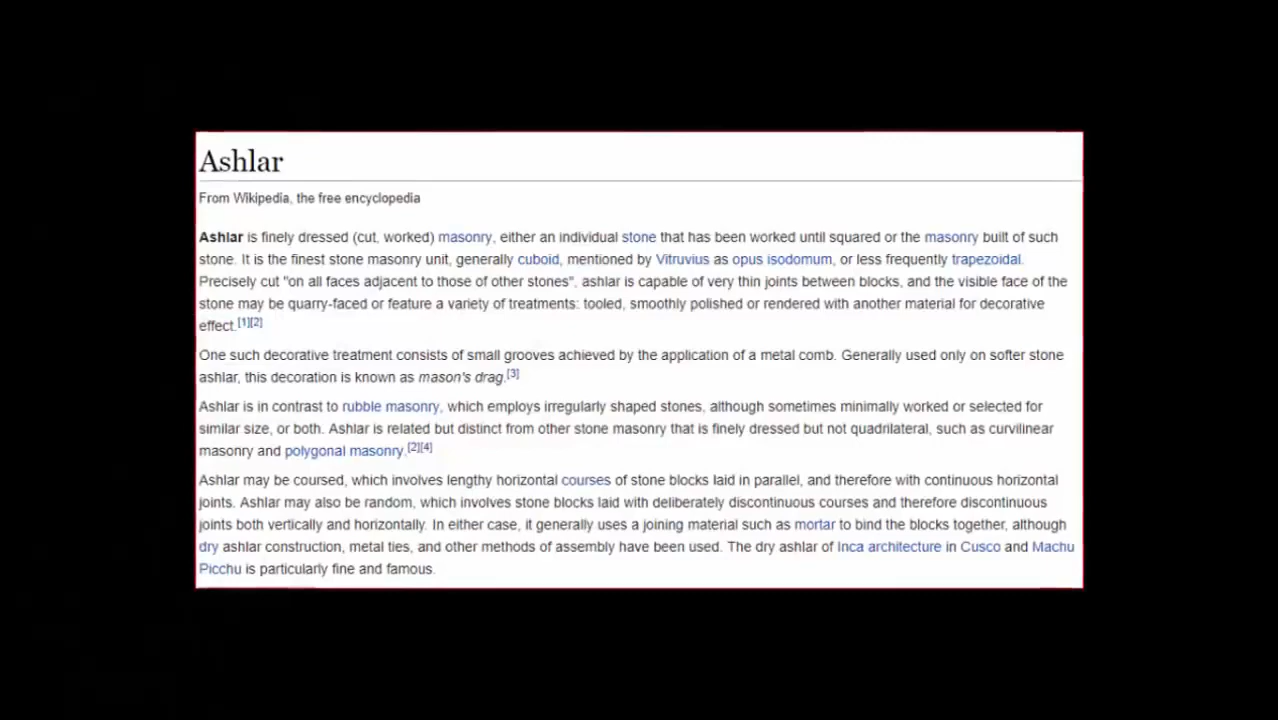 Ashlar
From Wikipedia, the free encyclopedia
Ashlar is finely dressed (cut, worked) masonry, either an individual stone that has been worked until squared or the masonry built of such
stone. It is the finest stone masonry unit, generally cuboid, mentioned by Vitruvius as opus isodomum, or less frequently trapezoidal.
Precisely cut "on all faces adjacent to those of other stones", ashlar is capable of very thin joints between blocks, and the visible face of the
stone may be quarry-faced or feature a variety of treatments: tooled, smoothly polished or rendered with another material for decorative
effect.[1][2]
One such decorative treatment consists of small grooves achieved by the application of a metal comb. Generally used only on softer stone
ashlar, this decoration is known as mason's drag.[3]
Ashlar is in contrast to rubble masonry, which employs irregularly shaped stones, although sometimes minimally worked or selected for
similar size, or both. Ashlar is related but distinct from other stone masonry that is finely dressed but not quadrilateral, such as curvilinear
masonry and polygonal masonry.[2][4]
Ashlar may be coursed, which involves lengthy horizontal courses of stone blocks laid in parallel, and therefore with continuous horizontal
joints. Ashlar may also be random, which involves stone blocks laid with deliberately discontinuous courses and therefore discontinuous
joints both vertically and horizontally. In either case, it generally uses a joining material such as mortar to bind the blocks together, although
dry ashlar construction, metal ties, and other methods of assembly have been used. The dry ashlar of Inca architecture in Cusco and Machu
Picchu is particularly fine and famous.